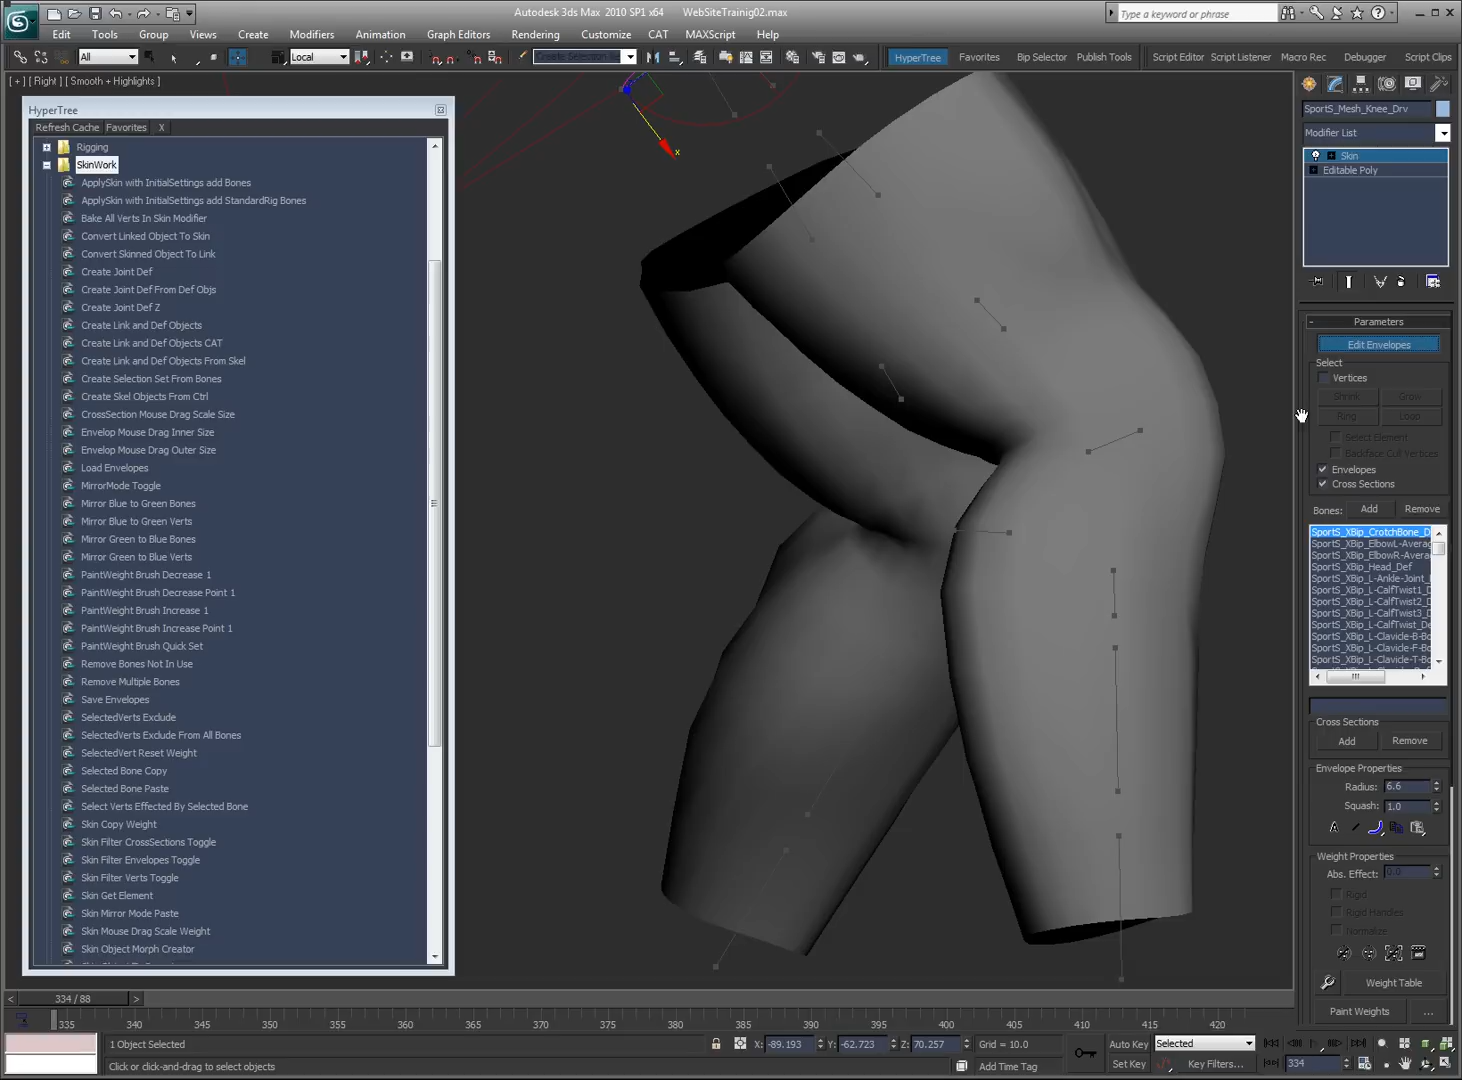 Autodesk 3ds Max 2010 SP1 x64 WebSiteTrainig02.max
Type a keyword or phrase
Edit Tools Group Views Create Modifiers Animation Graph Editors Rendering Customize CAT MAXScript Help
All Local Create Selection Se HyperTree Favorites Bip Selector Publish Tools Script Editor Script Listener Macro Rec Debugger Script Clips
[ + ] [ Right ] [ Smooth + Highlights ]
HyperTree
Refresh Cache Favorites X
Rigging
SkinWork
ApplySkin with InitialSettings add Bones
ApplySkin with InitialSettings add StandardRig Bones
Bake All Verts In Skin Modifier
Convert Linked Object To Skin
Convert Skinned Object To Link
Create Joint Def
Create Joint Def From Def Objs
Create Joint Def Z
Create Link and Def Objects
Create Link and Def Objects CAT
Create Link and Def Objects From Skel
Create Selection Set From Bones
Create Skel Objects From Ctrl
CrossSection Mouse Drag Scale Size
Envelop Mouse Drag Inner Size
Envelop Mouse Drag Outer Size
Load Envelopes
MirrorMode Toggle
Mirror Blue to Green Bones
Mirror Blue to Green Verts
Mirror Green to Blue Bones
Mirror Green to Blue Verts
PaintWeight Brush Decrease 1
PaintWeight Brush Decrease Point 1
PaintWeight Brush Increase 1
PaintWeight Brush Increase Point 1
PaintWeight Brush Quick Set
Remove Bones Not In Use
Remove Multiple Bones
Save Envelopes
SelectedVerts Exclude
SelectedVerts Exclude From All Bones
SelectedVert Reset Weight
Selected Bone Copy
Selected Bone Paste
Select Verts Effected By Selected Bone
Skin Copy Weight
Skin Filter CrossSections Toggle
Skin Filter Envelopes Toggle
Skin Filter Verts Toggle
Skin Get Element
Skin Mirror Mode Paste
Skin Mouse Drag Scale Weight
Skin Object Morph Creator
x
SportS_Mesh_Knee_Drv
Modifier List
Skin
Editable Poly
Parameters
Edit Envelopes
Select
Vertices
Shrink Grow
Ring Loop
Select Element
Backface Cull Vertices
Envelopes
Cross Sections
Bones: Add Remove
SportS_XBip_CrotchBone_D
SportS_XBip_ElbowL-Averag
SportS_XBip_ElbowR-Averag
SportS_XBip_Head_Def
SportS_XBip_L-Ankle-Joint_
SportS_XBip_L-CalfTwist1_D
SportS_XBip_L-CalfTwist2_D
SportS_XBip_L-CalfTwist3_D
SportS_XBip_L-CalfTwist_De
SportS_XBip_L-Clavicle-B-Bo
SportS_XBip_L-Clavicle-F-Bo
SportS_XBip_L-Clavicle-T-Bo
Cross Sections
Add Remove
Envelope Properties
Radius: 6.6
Squash: 1.0
A
Weight Properties
Abs. Effect: 0.0
Rigid
Rigid Handles
Normalize
Weight Table
Paint Weights ...
< 334 / 88 >
335 340 345 350 355 360 365 370 375 380 385 390 395 400 405 410 415 420
1 Object Selected X: -89.193 Y: -62.723 Z: 70.257 Grid = 10.0 Auto Key Selected
Click or click-and-drag to select objects Add Time Tag Set Key Key Filters... 334